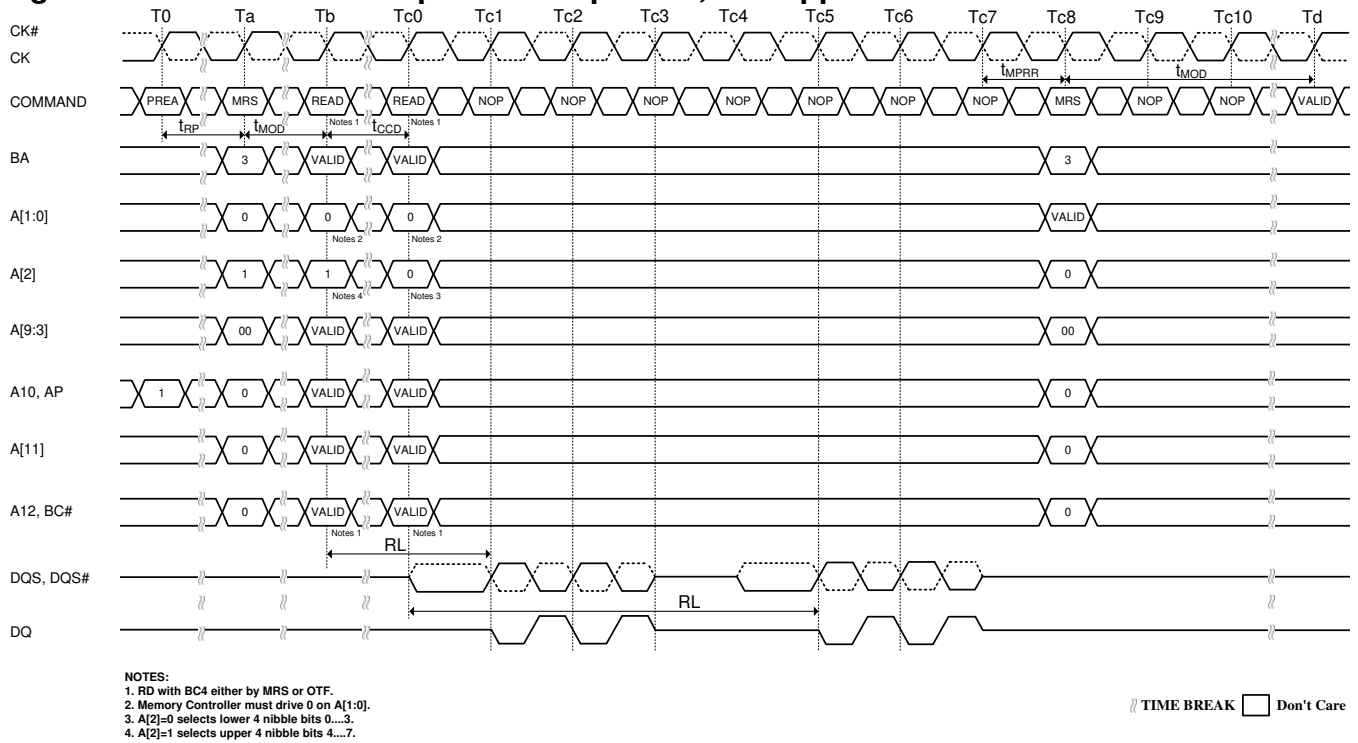 T0 Ta Tb Tc0 Tc1 Tc2 Tc3 Tc4 Tc5 Tc6 Tc7 Tc8 Tc9 Tc10 Td
CK#
CK
tMPRR tMOD
COMMAND PREA MRS READ READ NOP NOP NOP NOP NOP NOP NOP MRS NOP NOP VALID
Notes 1 Notes 1
tRP tMOD tCCD
BA 3 VALID VALID 3
A[1:0] 0 0 0 VALID
Notes 2 Notes 2
A[2] 1 1 0 0
Notes 4 Notes 3
A[9:3] 00 VALID VALID 00
A10, AP 1 0 VALID VALID 0
A[11] 0 VALID VALID 0
A12, BC# 0 VALID VALID 0
Notes 1 Notes 1
RL
DQS, DQS#
RL
DQ
NOTES:
1. RD with BC4 either by MRS or OTF.
2. Memory Controller must drive 0 on A[1:0].
3. A[2]=0 selects lower 4 nibble bits 0....3.
4. A[2]=1 selects upper 4 nibble bits 4....7.
TIME BREAK Don't Care